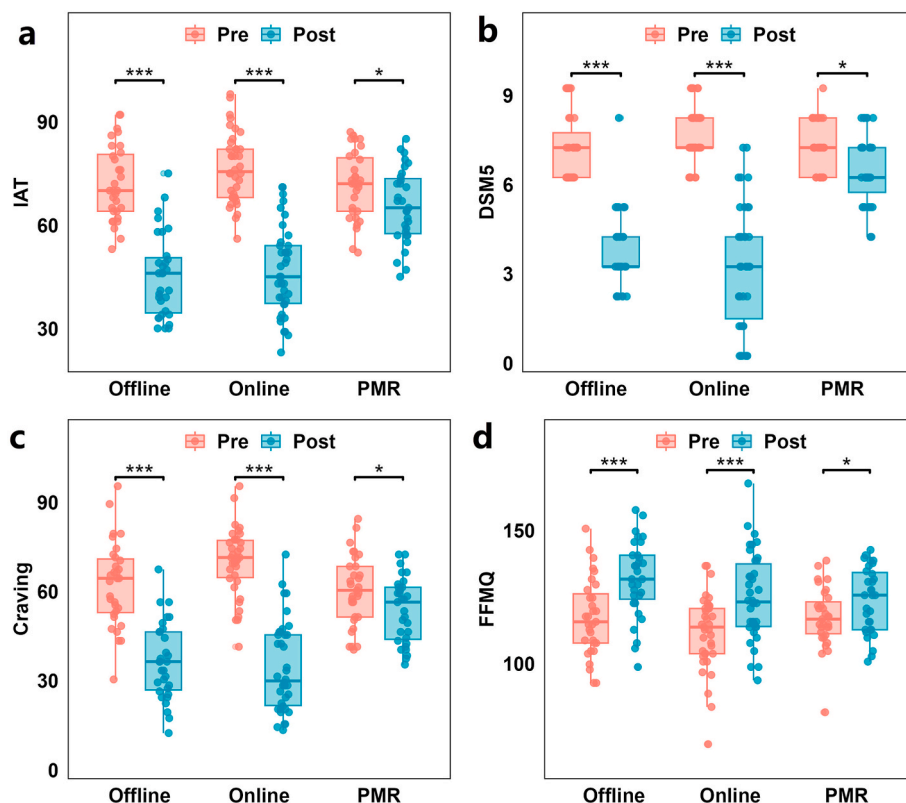 a
Pre Post
*** *** *
IAT
90
60
30
Offline Online PMR
b
Pre Post
*** *** *
DSM5
9
6
3
0
Offline Online PMR
c
Pre Post
*** *** *
Craving
90
60
30
0
Offline Online PMR
d
Pre Post
*** *** *
FFMQ
150
100
Offline Online PMR